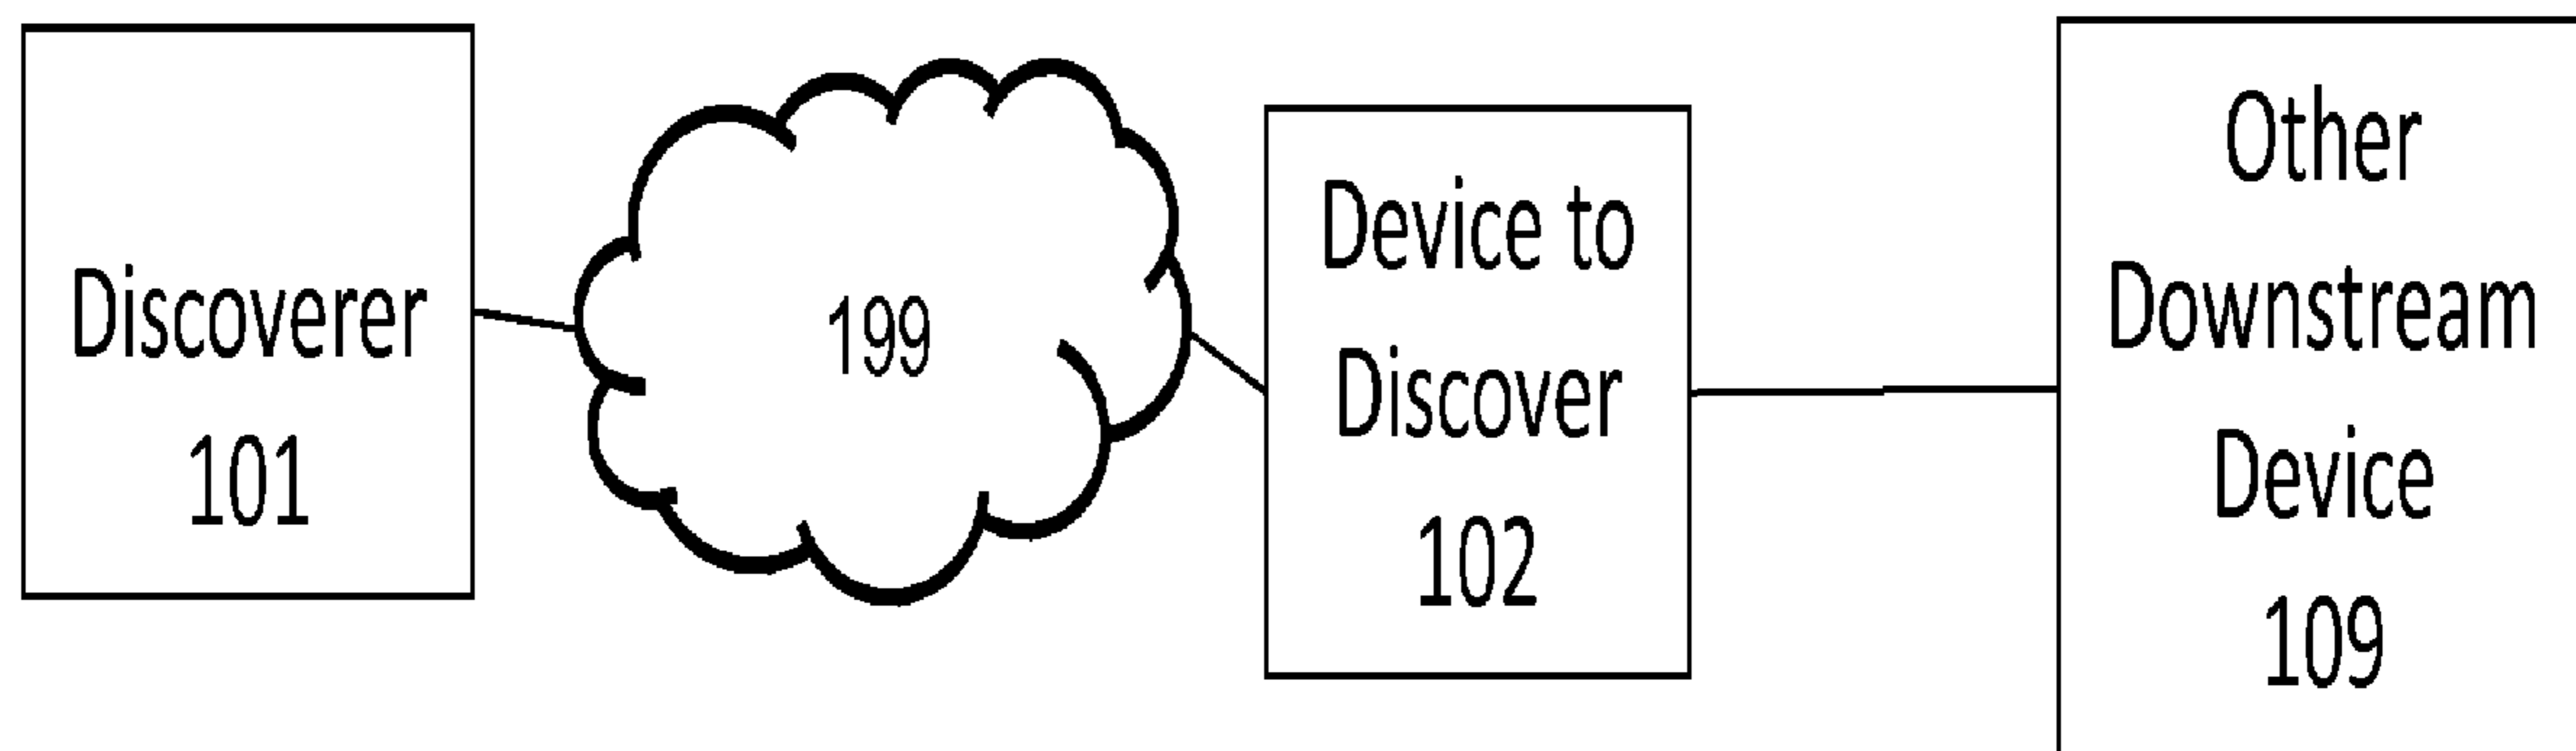 Discoverer
101
199
Device to
Discover
102
Other
Downstream
Device
109